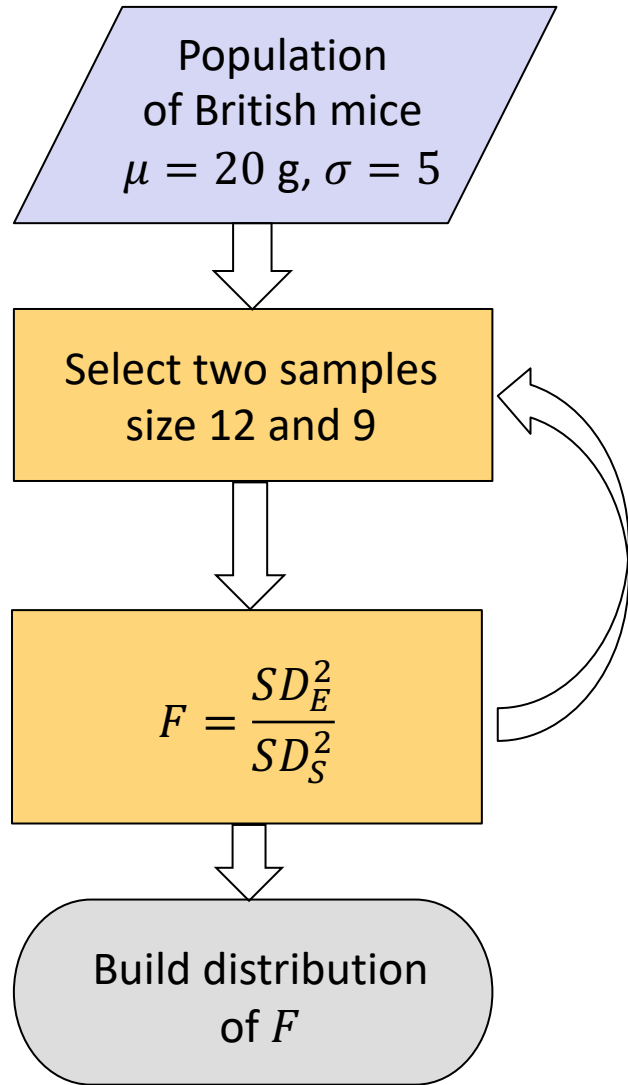 Population
of British mice
μ = 20 g, σ = 5
Select two samples
size 12 and 9
F = SD_E^2 / SD_S^2
Build distribution
of F